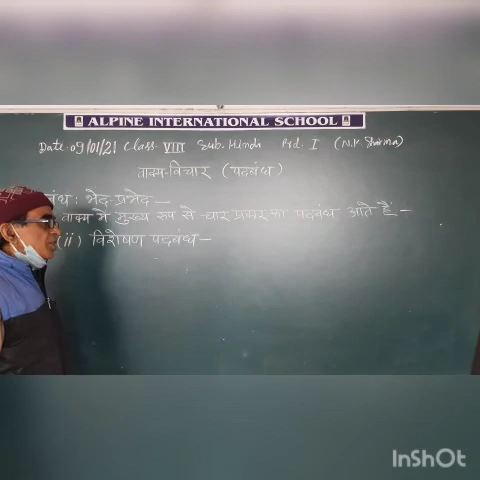 ALPINE INTERNATIONAL SCHOOL
Date. 09/01/21 Class. VIII Sub. Hindi Prd. I (N.K. Sharma)
वाक्य-विचार (पदबंध)
बंध: भेद-प्रभेद-
वाक्य में मुख्य रूप से चार प्रकार का पदबंध आते हैं -
(ii) विशेषण पदबंध -
InShOt